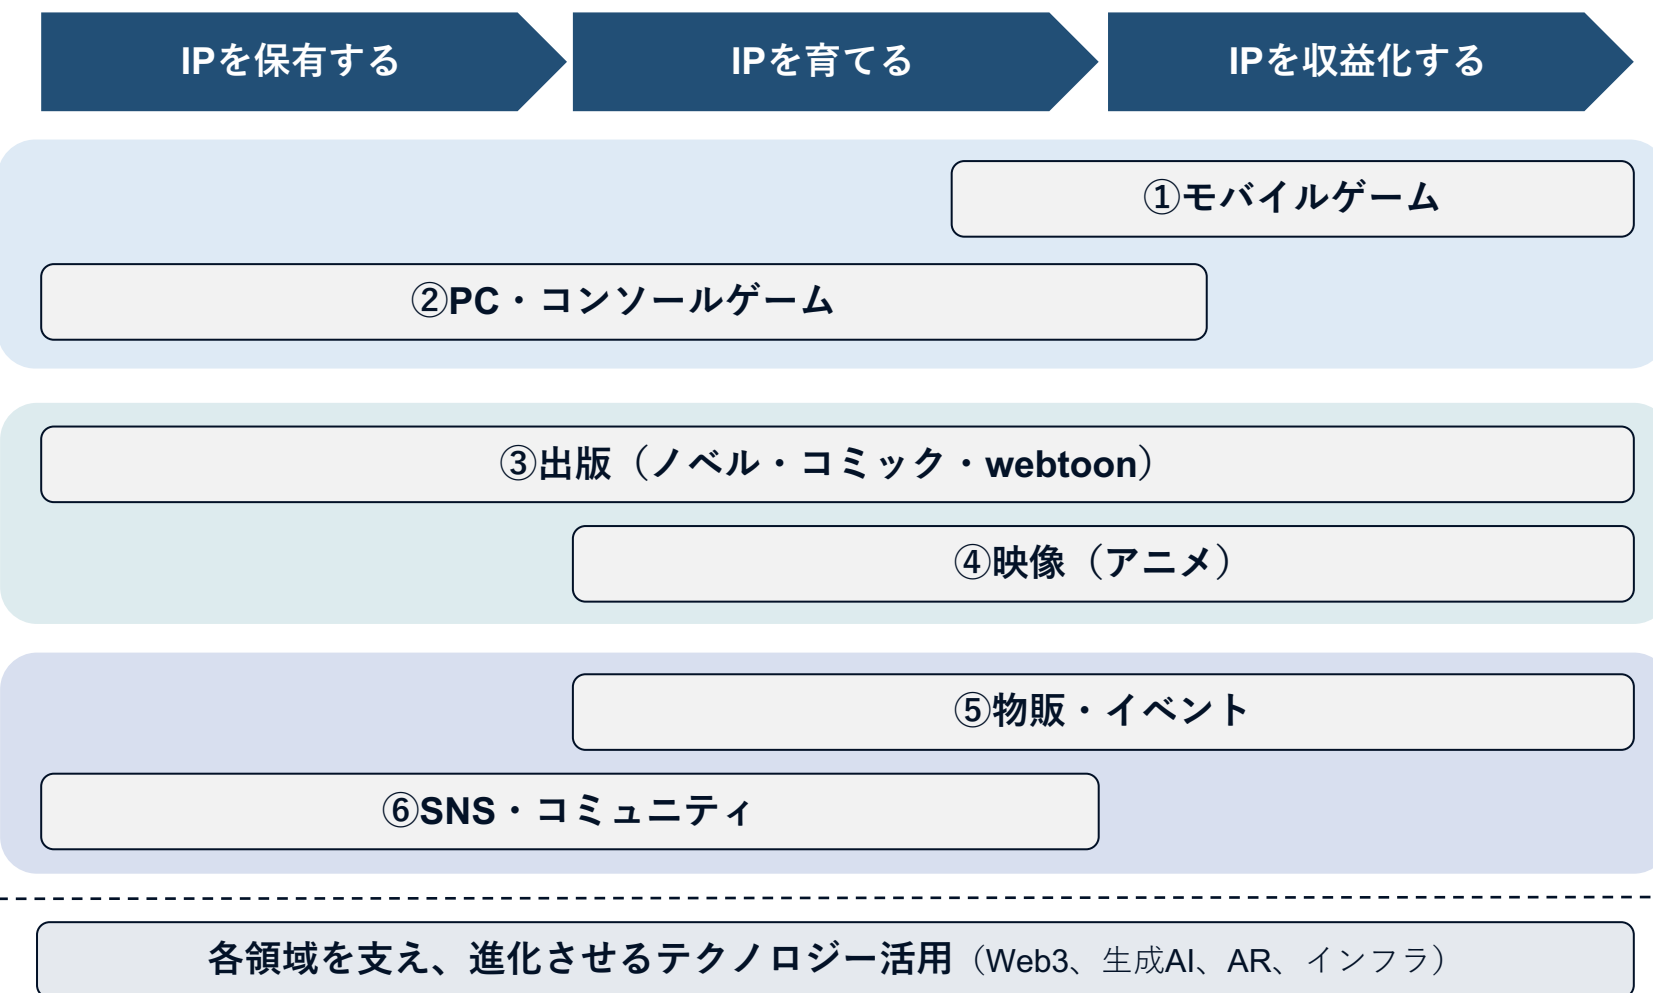 IPを保有する
IPを育てる
IPを収益化する
①モバイルゲーム
②PC・コンソールゲーム
③出版（ノベル・コミック・webtoon）
④映像（アニメ）
⑤物販・イベント
⑥SNS・コミュニティ
各領域を支え、進化させるテクノロジー活用（Web3、生成AI、AR、インフラ）